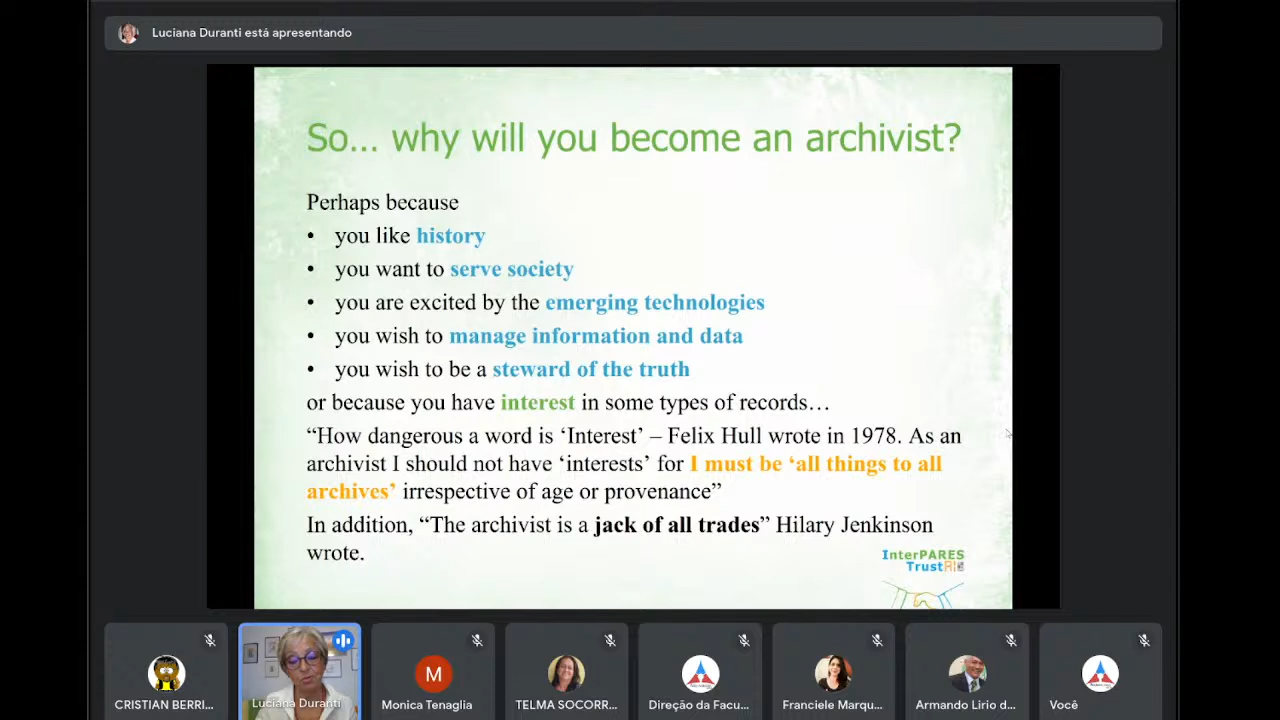 Luciana Duranti está apresentando
So... why will you become an archivist?
Perhaps because
• you like history
• you want to serve society
• you are excited by the emerging technologies
• you wish to manage information and data
• you wish to be a steward of the truth
or because you have interest in some types of records…
“How dangerous a word is ‘Interest’ – Felix Hull wrote in 1978. As an
archivist I should not have ‘interests’ for I must be ‘all things to all
archives’ irrespective of age or provenance”
In addition, “The archivist is a jack of all trades” Hilary Jenkinson
wrote.
InterPARES
Trust
CRISTIAN BERRI...
Luciana Duranti
M
Monica Tenaglia
TELMA SOCORR...
Direção da Facu...
Franciele Marqu...
Armando Lirio d...
Você